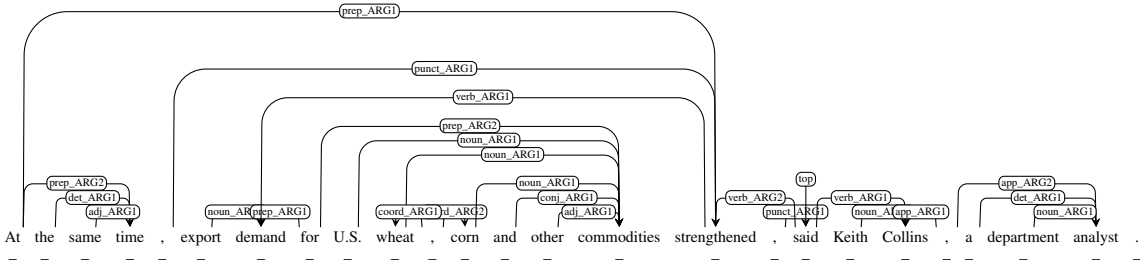 prep_ARG1
punct_ARG1
verb_ARG1
prep_ARG2
noun_ARG1
noun_ARG1
top
prep_ARG2 noun_ARG1 app_ARG2
det_ARG1 conj_ARG1 verb_ARG2 verb_ARG1 det_ARG1
adj_ARG1 prep_ARG1 coord_ARG1 adj_ARG1 punct_ARG1 app_ARG1 noun_ARG1
At the same time , export demand for U.S. wheat , corn and other commodities strengthened , said Keith Collins , a department analyst .
_ _ _ _ _ _ _ _ _ _ _ _ _ _ _ _ _ _ _ _ _ _ _ __